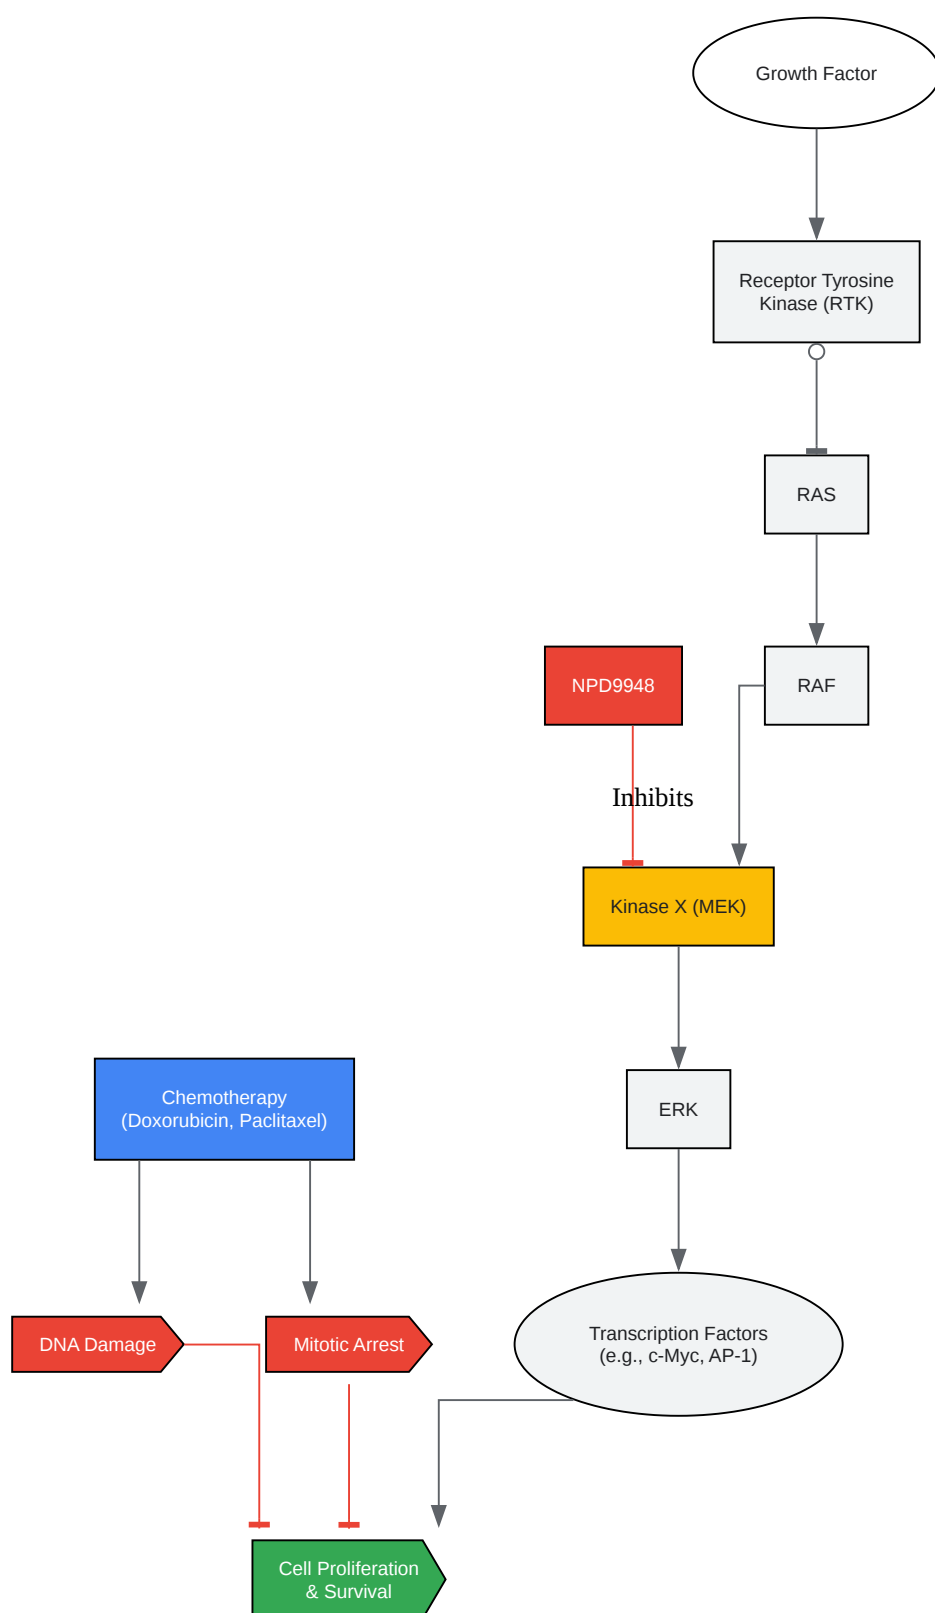 Growth Factor
Receptor Tyrosine
Kinase (RTK)
RAS
NPD9948
RAF
Inhibits
Kinase X (MEK)
Chemotherapy
(Doxorubicin, Paclitaxel)
ERK
DNA Damage
Mitotic Arrest
Transcription Factors
(e.g., c-Myc, AP-1)
Cell Proliferation
& Survival